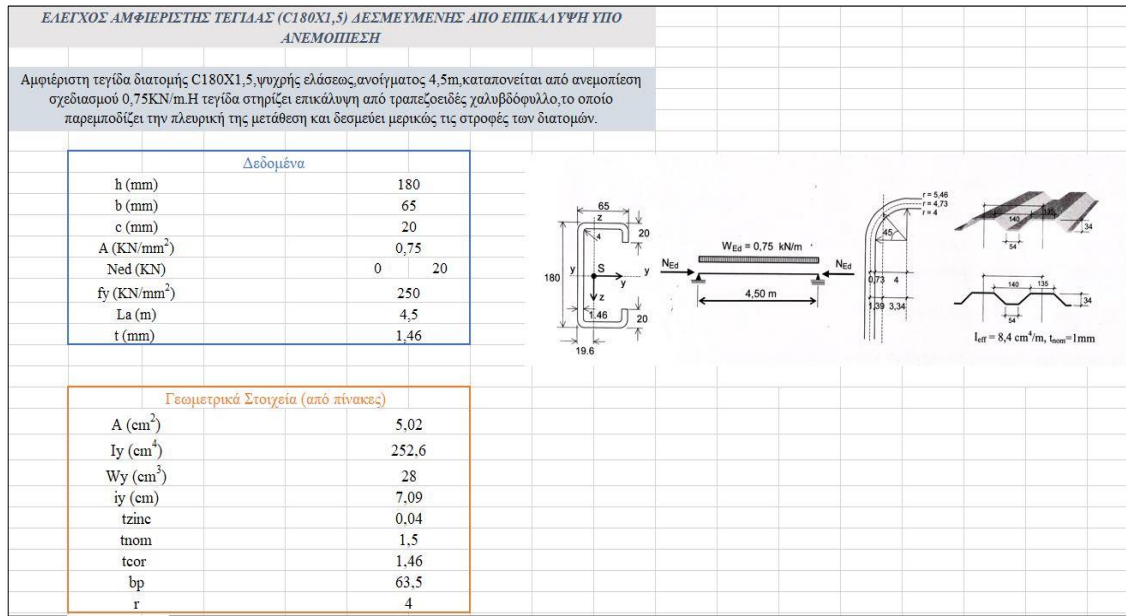 ΕΛΕΓΧΟΣ ΑΜΦΙΕΡΙΣΤΗΣ ΤΕΓΙΔΑΣ (C180X1,5) ΔΕΣΜΕΥΜΕΝΗΣ ΑΠΟ ΕΠΙΚΑΛΥΨΗ ΥΠΟ
ΑΝΕΜΟΠΙΕΣΗ
Αμφιέριστη τεγίδα διατομής C180X1,5,ψυχρής ελάσεως,ανοίγματος 4,5m,καταπονείται από ανεμοπίεση
σχεδιασμού 0,75KN/m.Η τεγίδα στηρίζει επικάλυψη από τραπεζοειδές χαλυβδόφυλλο,το οποίο
παρεμποδίζει την πλευρική της μετάθεση και δεσμεύει μερικώς τις στροφές των διατομών.
Δεδομένα
h (mm) 180
b (mm) 65
c (mm) 20
A (KN/mm²) 0,75
Ned (KN) 0 20
fy (KN/mm²) 250
La (m) 4,5
t (mm) 1,46
65
z
20
4
180
y S y
y
z
1.46
20
19.6
W_Ed = 0,75 kN/m
N_Ed N_Ed
4,50 m
r = 5,46
r = 4,73
r = 4
45
0,73 4
1,39 3,34
140 135
34
54
140 135
34
54
I_eff = 8,4 cm⁴/m, t_nom=1mm
Γεωμετρικά Στοιχεία (από πίνακες)
A (cm²) 5,02
Iy (cm⁴) 252,6
Wy (cm³) 28
iy (cm) 7,09
tzinc 0,04
tnom 1,5
tcor 1,46
bp 63,5
r 4